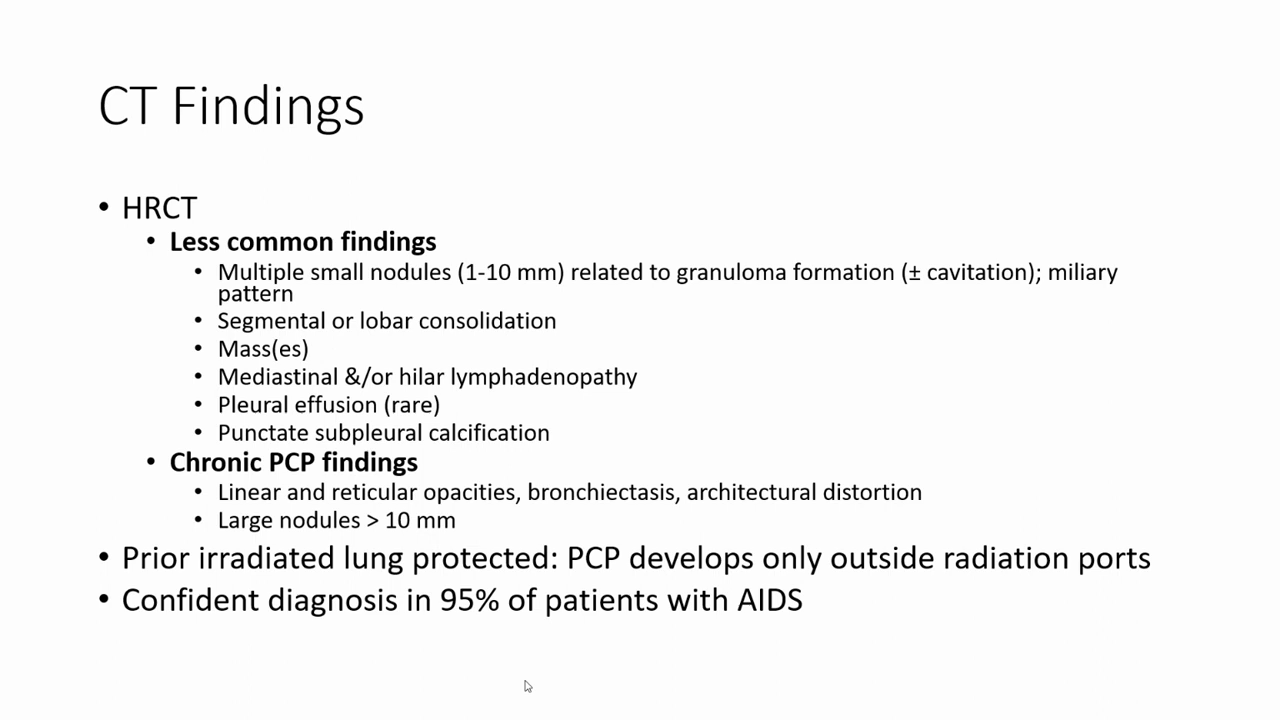 CT Findings
• HRCT
• Less common findings
• Multiple small nodules (1-10 mm) related to granuloma formation (± cavitation); miliary
pattern
• Segmental or lobar consolidation
• Mass(es)
• Mediastinal &/or hilar lymphadenopathy
• Pleural effusion (rare)
• Punctate subpleural calcification
• Chronic PCP findings
• Linear and reticular opacities, bronchiectasis, architectural distortion
• Large nodules > 10 mm
• Prior irradiated lung protected: PCP develops only outside radiation ports
• Confident diagnosis in 95% of patients with AIDS